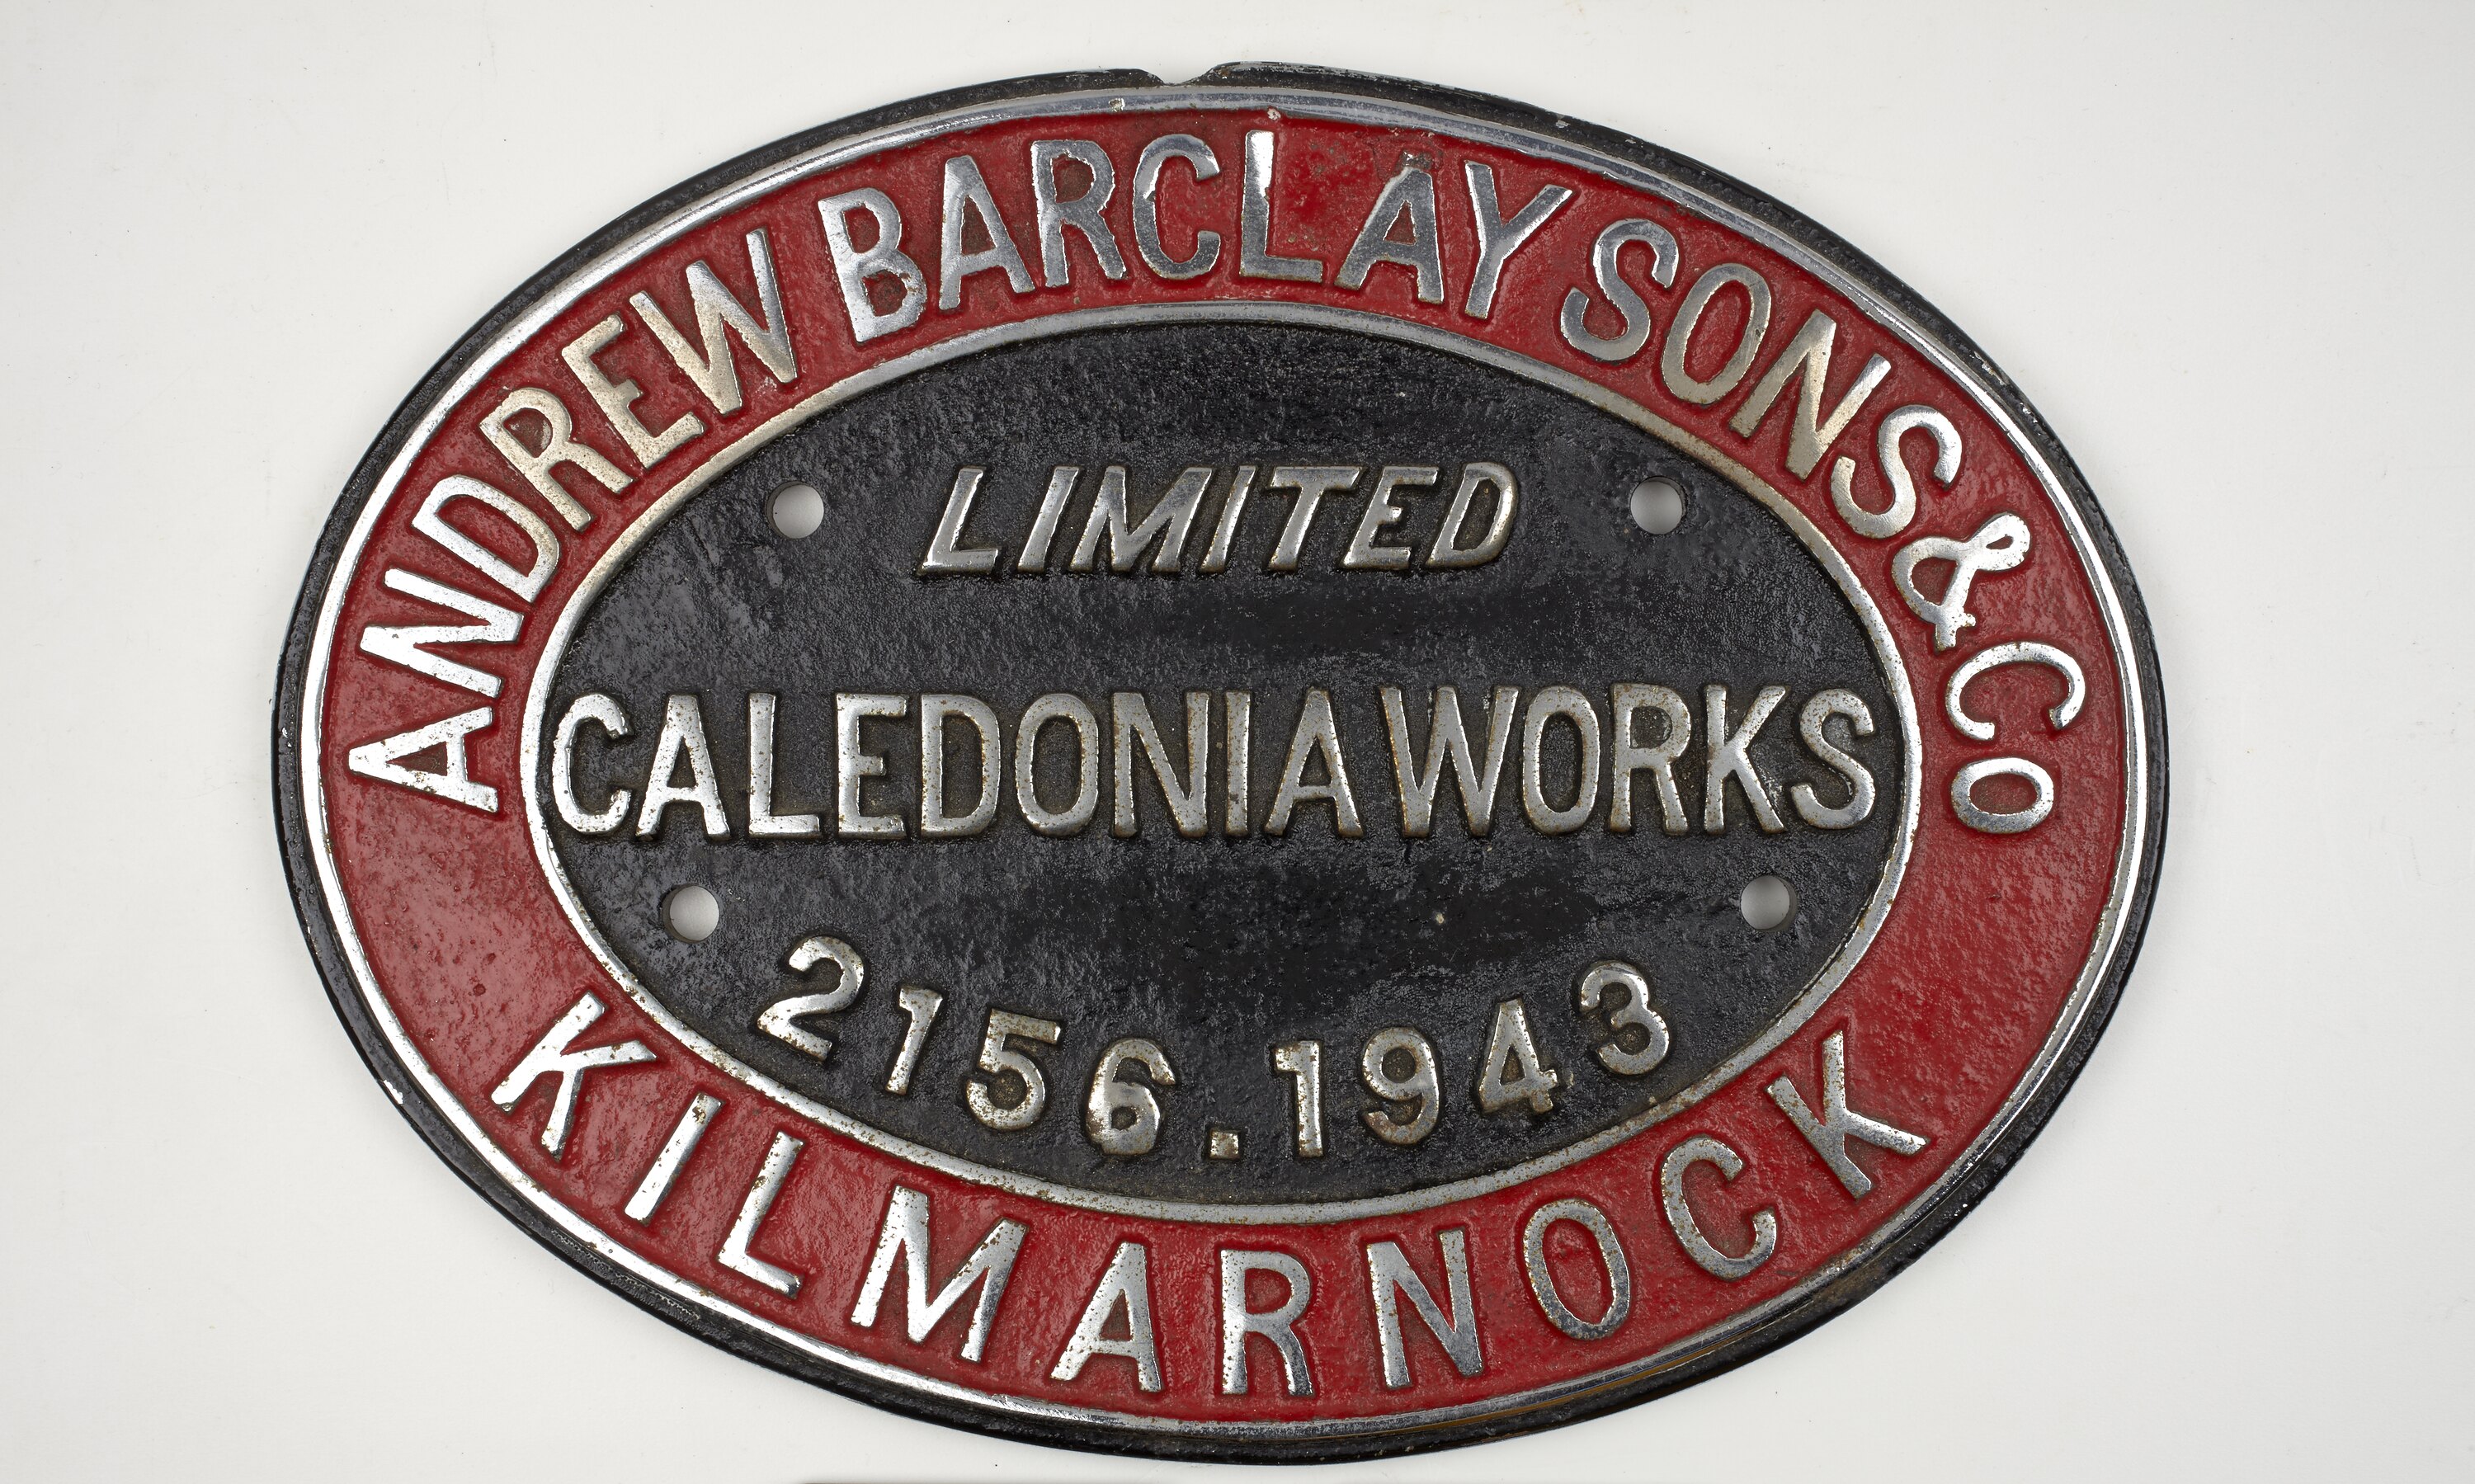 ANDREW BARCLAY SONS & CO
LIMITED
CALEDONIA WORKS
2156.1943
KILMARNOCK